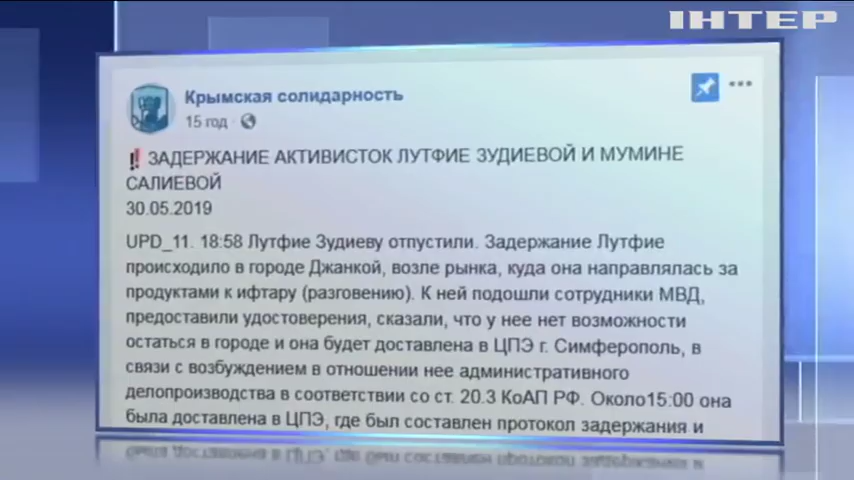 ІНТЕР
Крымская солидарность
15 год
ЗАДЕРЖАНИЕ АКТИВИСТОК ЛУТФИЕ ЗУДИЕВОЙ И МУМИНЕ
САЛИЕВОЙ
30.05.2019
UPD_11. 18:58 Лутфие Зудиеву отпустили. Задержание Лутфие
происходило в городе Джанкой, возле рынка, куда она направлялась за
продуктами к ифтару (разговению). К ней подошли сотрудники МВД,
предоставили удостоверения, сказали, что у нее нет возможности
остаться в городе и она будет доставлена в ЦПЭ г. Симферополь, в
связи с возбуждением в отношении нее административного
делопроизводства в соответствии со ст. 20.3 КоАП РФ. Около15:00 она
была доставлена в ЦПЭ, где был составлен протокол задержания и